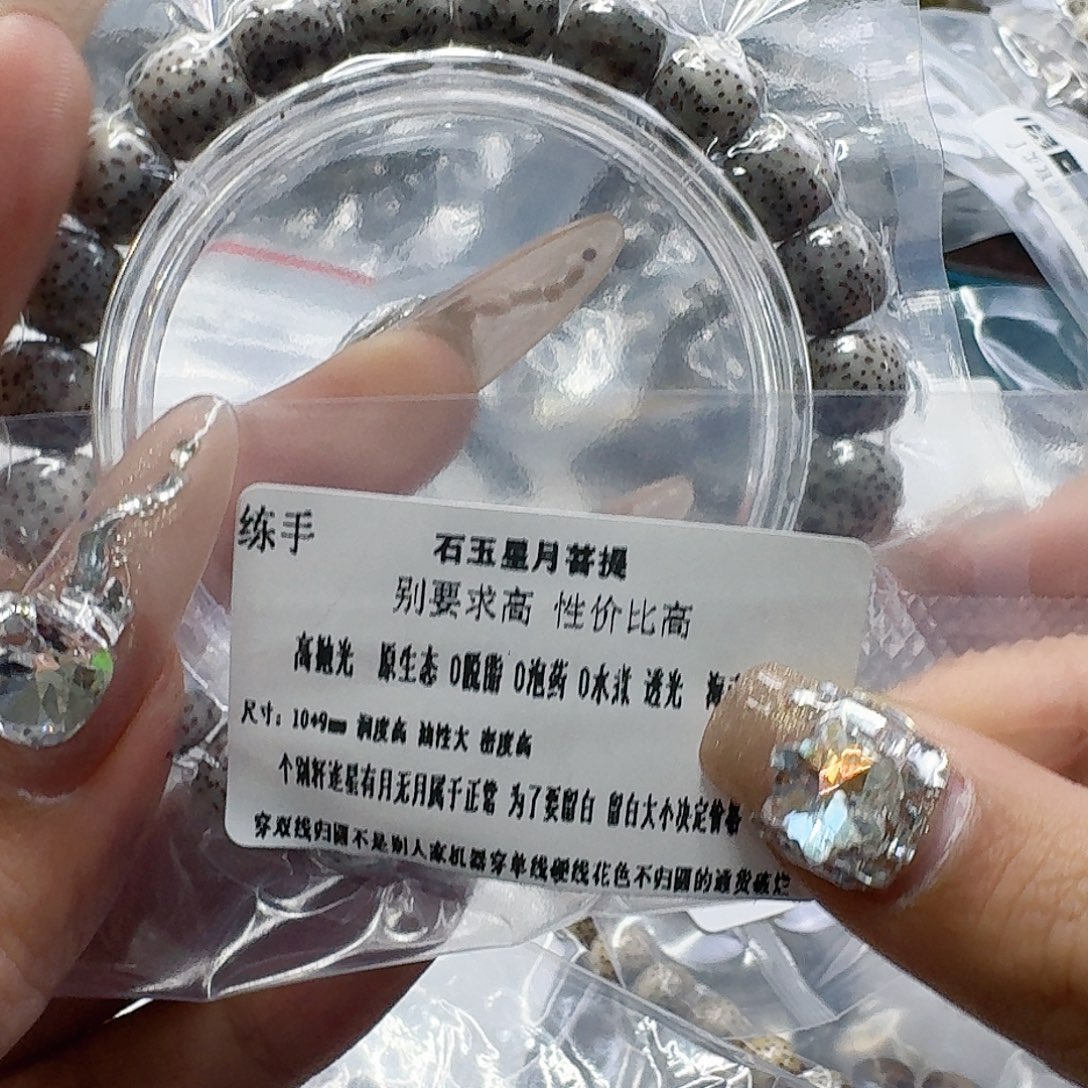 练手
石玉星月菩提
别要求高 性价比高
高抛光 原生态 0脱脂 0泡药 0水煮 透光 海
尺寸：10*9mm 润度高 油性大 密度高
个别歼连星有月无月属于正常 为了要留白 留白大小决定价格
穿双线归圆不是别人家机器穿单线硬线花色不归圆的通货破烂